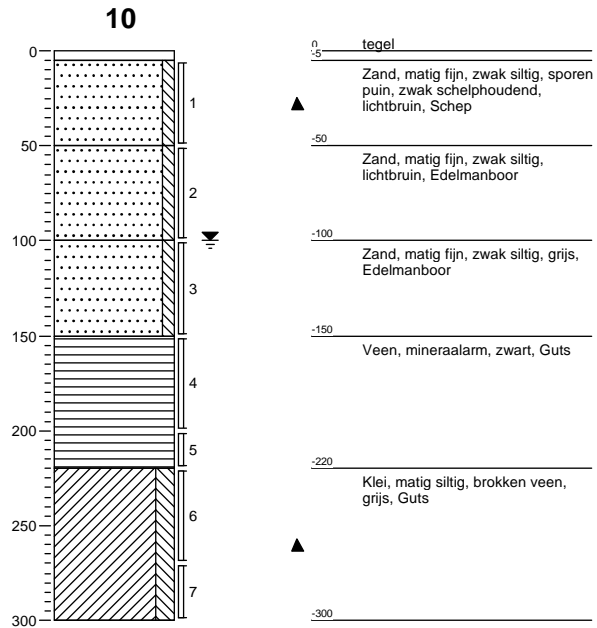 10
0
50
100
150
200
250
300
1
2
3
4
5
6
7
0
tegel
-5
Zand, matig fijn, zwak siltig, sporen
puin, zwak schelphoudend,
lichtbruin, Schep
-50
Zand, matig fijn, zwak siltig,
lichtbruin, Edelmanboor
-100
Zand, matig fijn, zwak siltig, grijs,
Edelmanboor
-150
Veen, mineraalarm, zwart, Guts
-220
Klei, matig siltig, brokken veen,
grijs, Guts
-300